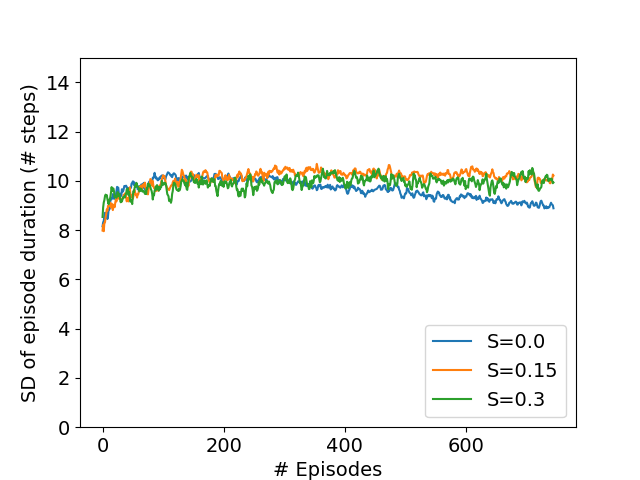 SD of episode duration (# steps)
14
12
10
8
6
4
2
0
S=0.0
S=0.15
S=0.3
0 200 400 600
# Episodes